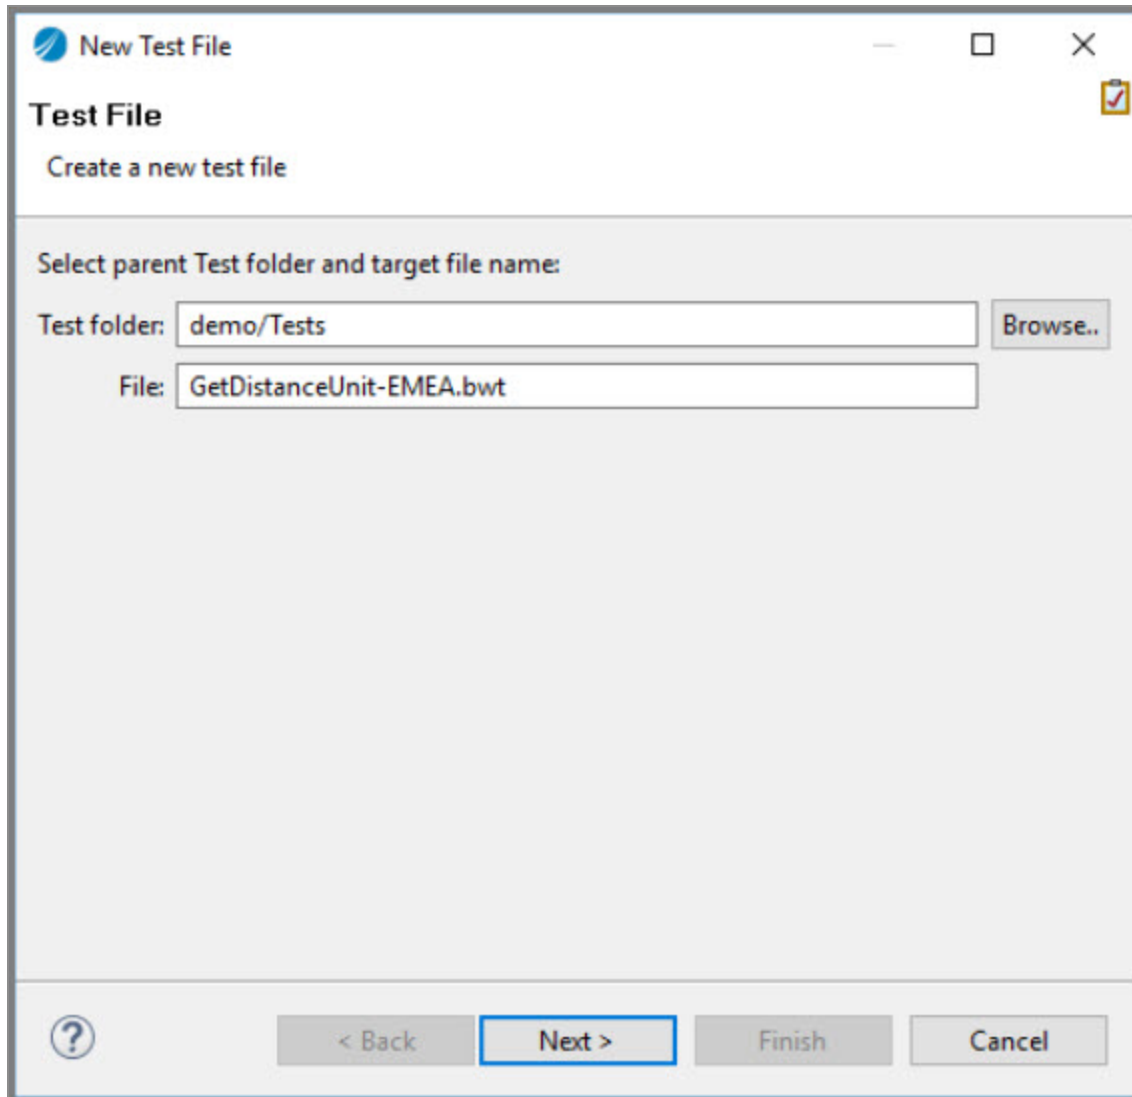 New Test File
Test File
Create a new test file
Select parent Test folder and target file name:
Test folder: demo/Tests Browse..
File: GetDistanceUnit-EMEA.bwt
? < Back Next > Finish Cancel